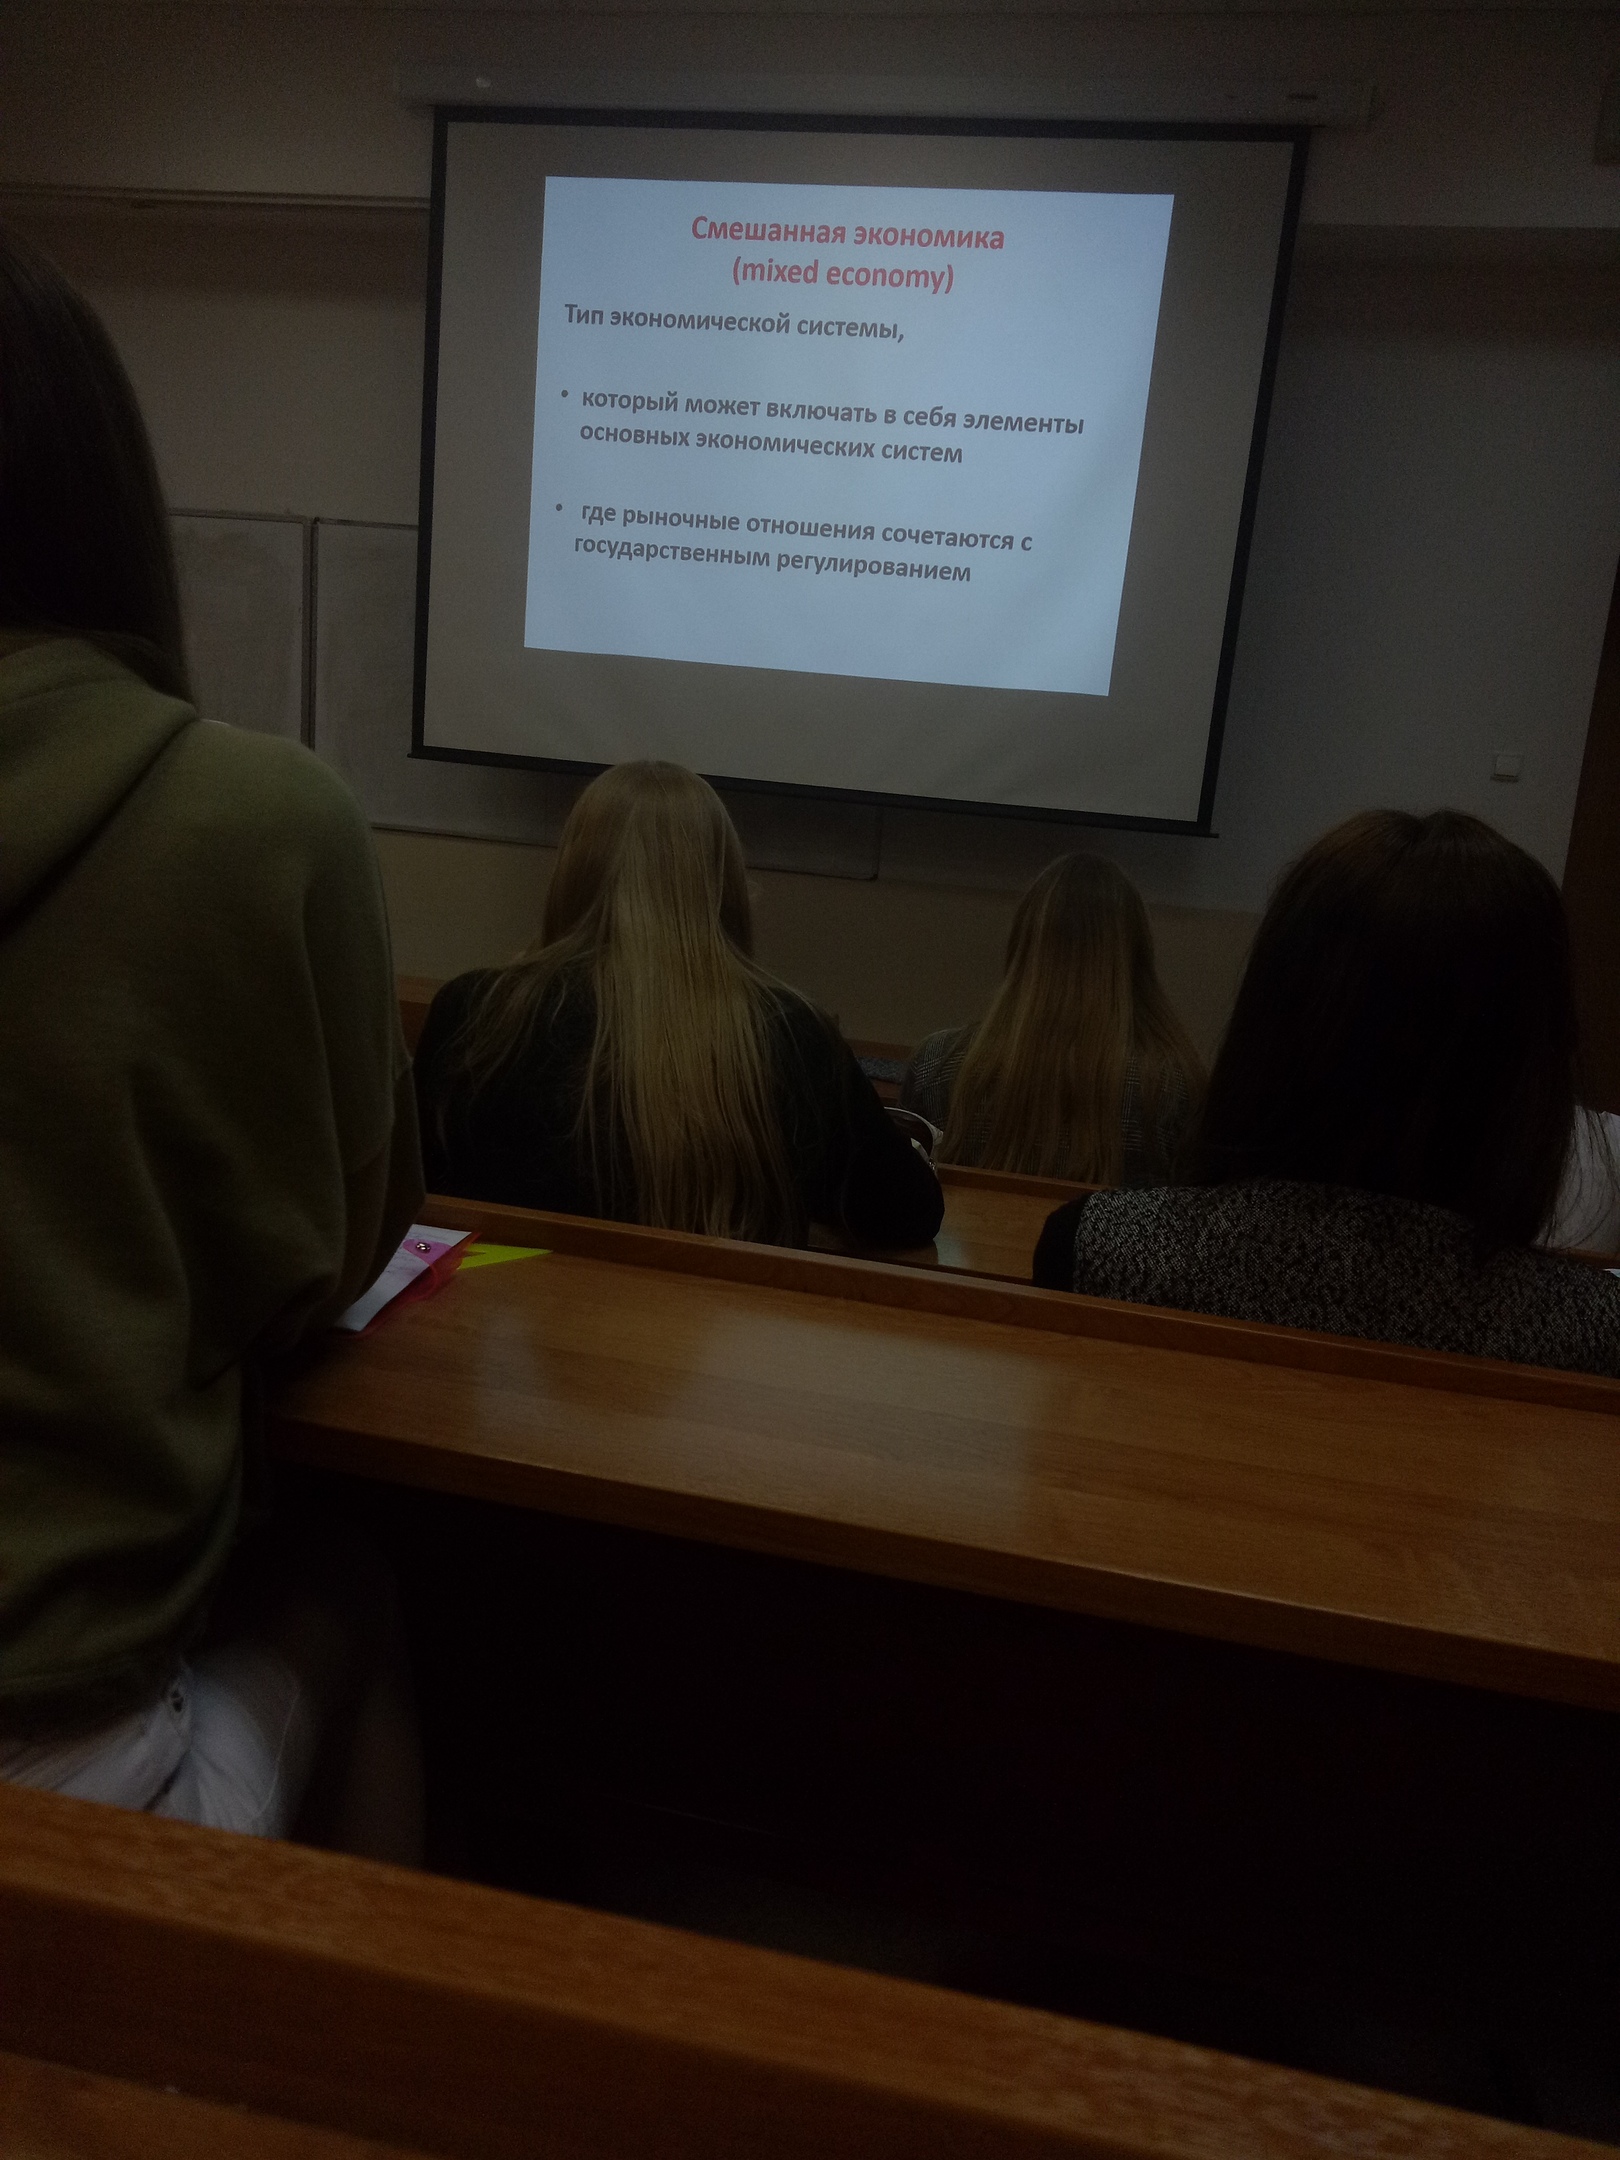 Смешанная экономика
(mixed economy)
Тип экономической системы,
• который может включать в себя элементы
основных экономических систем
• где рыночные отношения сочетаются с
государственным регулированием